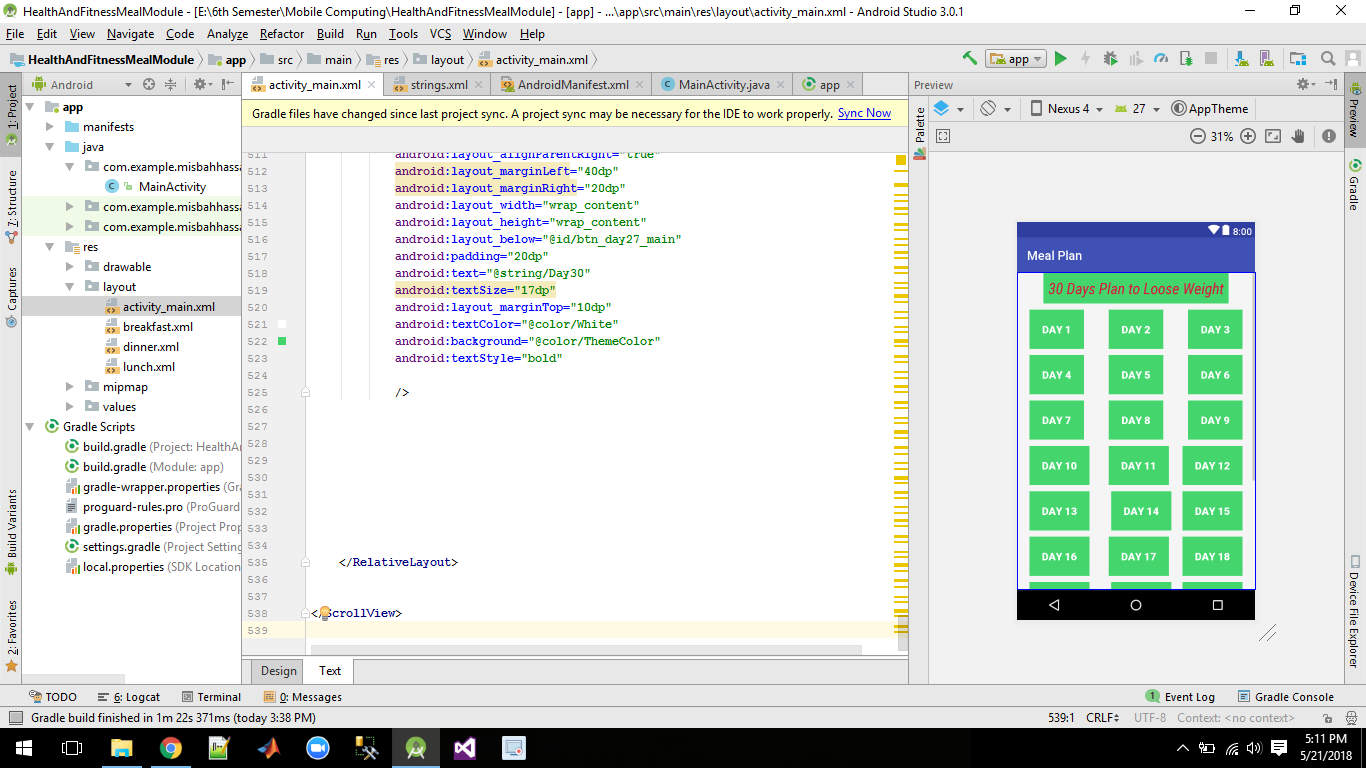 HealthAndFitnessMealModule - [E:\6th Semester\Mobile Computing\HealthAndFitnessMealModule] - [app] - ...\app\src\main\res\layout\activity_main.xml - Android Studio 3.0.1
File Edit View Navigate Code Analyze Refactor Build Run Tools VCS Window Help
HealthAndFitnessMealModule app src main res layout activity_main.xml app
1: Project
7: Structure
Captures
Build Variants
2: Favorites
Android
app
manifests
java
com.example.misbahhassa
MainActivity
com.example.misbahhassa
com.example.misbahhassa
res
drawable
layout
activity_main.xml
breakfast.xml
dinner.xml
lunch.xml
mipmap
values
Gradle Scripts
build.gradle (Project: HealthAn
build.gradle (Module: app)
gradle-wrapper.properties (Gra
proguard-rules.pro (ProGuard
gradle.properties (Project Prop
settings.gradle (Project Setting
local.properties (SDK Location
activity_main.xml strings.xml AndroidManifest.xml MainActivity.java app
Gradle files have changed since last project sync. A project sync may be necessary for the IDE to work properly. Sync Now
511 android:layout_alignParentRight="true"
512 android:layout_marginLeft="40dp"
513 android:layout_marginRight="20dp"
514 android:layout_width="wrap_content"
515 android:layout_height="wrap_content"
516 android:layout_below="@id/btn_day27_main"
517 android:padding="20dp"
518 android:text="@string/Day30"
519 android:textSize="17dp"
520 android:layout_marginTop="10dp"
521 android:textColor="@color/White"
522 android:background="@color/ThemeColor"
523 android:textStyle="bold"
524
525 />
526
527
528
529
530
531
532
533
534
535 </RelativeLayout>
536
537
538 </ScrollView>
539
Design Text
Preview
Palette
Nexus 4 27 AppTheme
31%
8:00
Meal Plan
30 Days Plan to Loose Weight
DAY 1 DAY 2 DAY 3
DAY 4 DAY 5 DAY 6
DAY 7 DAY 8 DAY 9
DAY 10 DAY 11 DAY 12
DAY 13 DAY 14 DAY 15
DAY 16 DAY 17 DAY 18
Preview
Gradle
Device File Explorer
TODO 6: Logcat Terminal 0: Messages 1 Event Log Gradle Console
Gradle build finished in 1m 22s 371ms (today 3:38 PM) 539:1 CRLF UTF-8 Context: <no context>
5:11 PM
5/21/2018